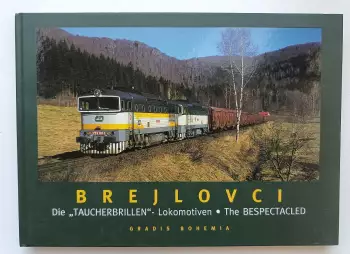 BREJLOVCI
Die „TAUCHERBRILLEN"- Lokomotiven • The BESPECTACLED
GRADIS BOHEMIA